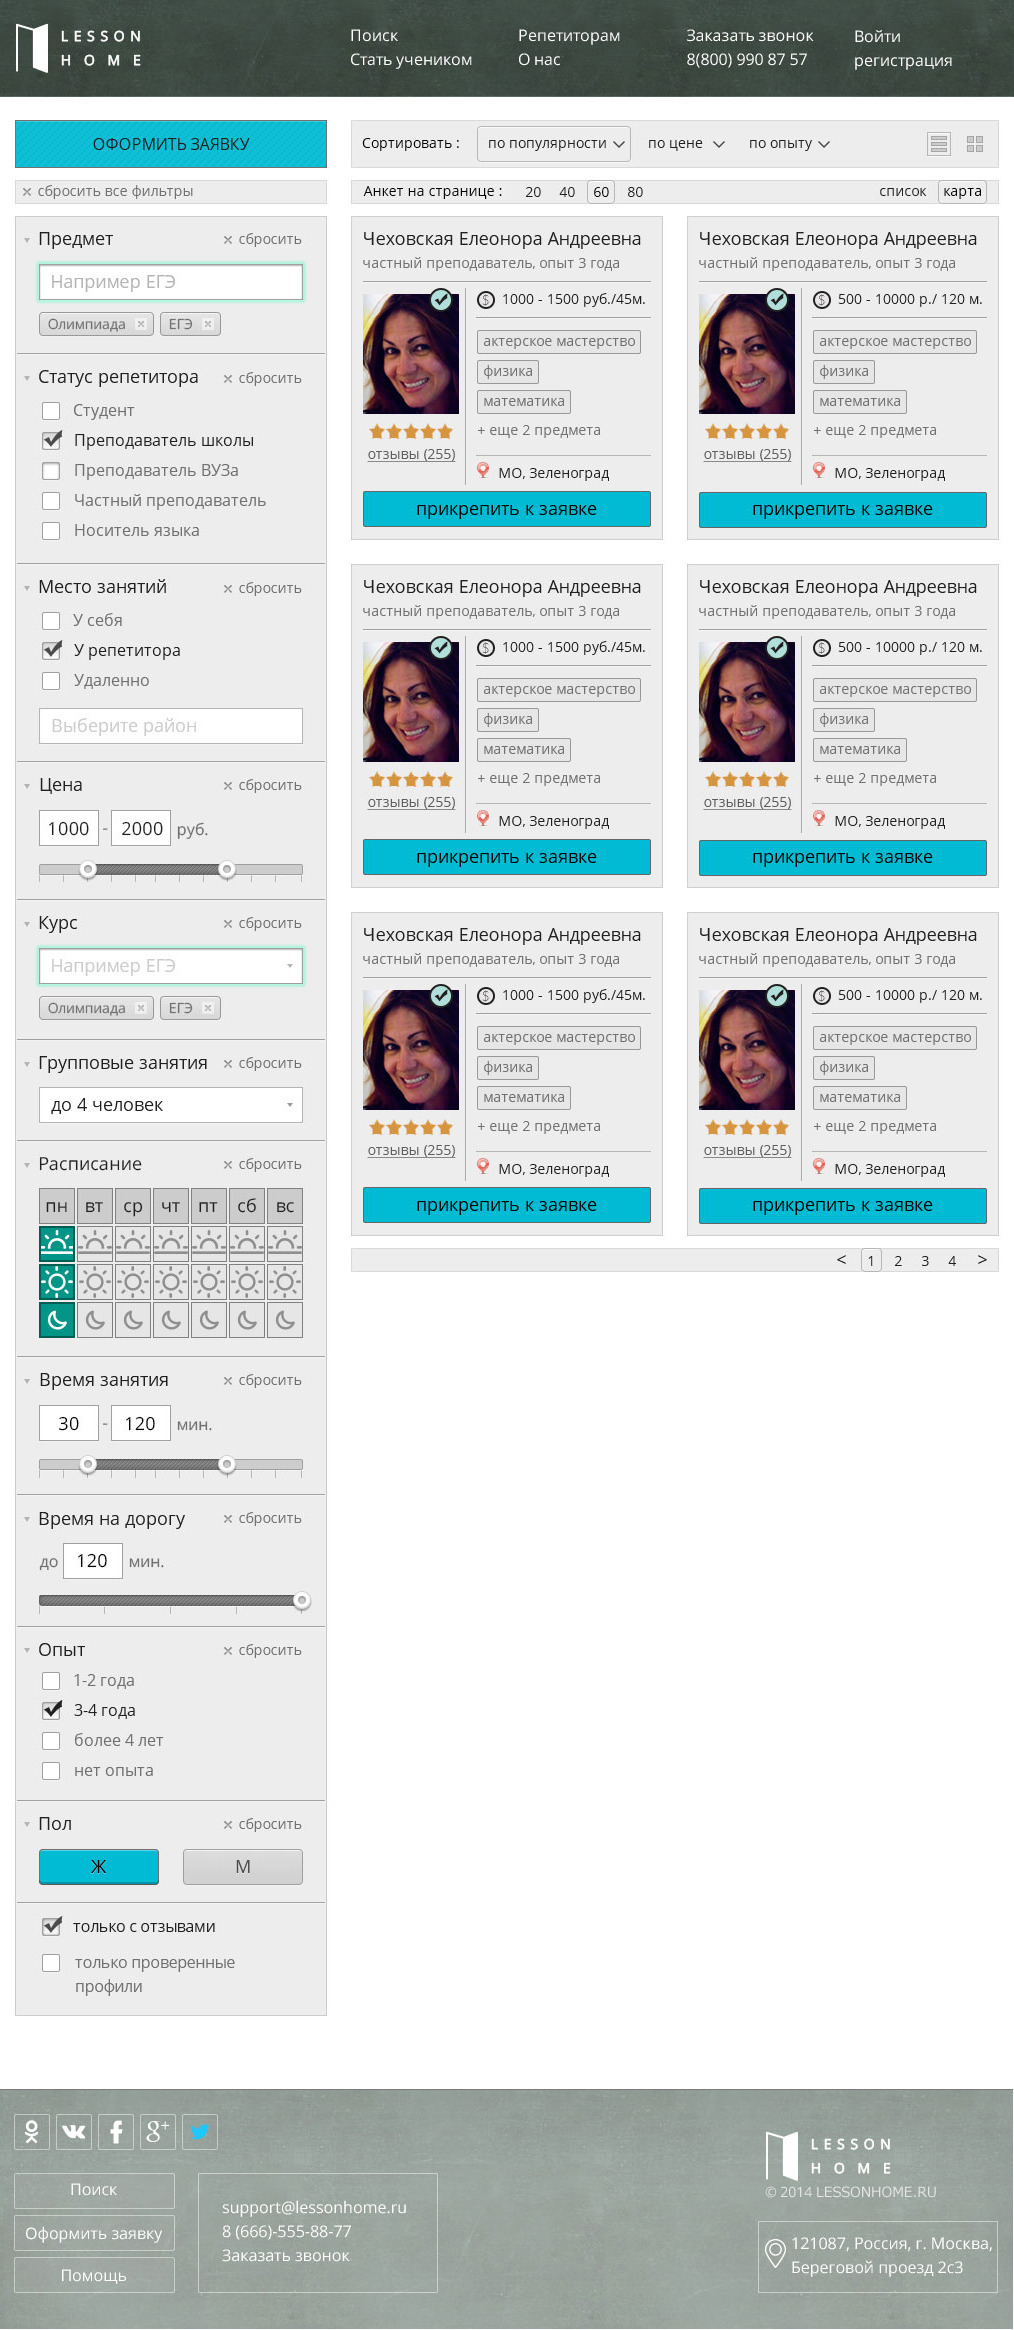 LESSON
HOME
Поиск
Стать учеником
Репетиторам
О нас
Заказать звонок
8(800) 990 87 57
Войти
регистрация
ОФОРМИТЬ ЗАЯВКУ
сбросить все фильтры
Предмет сбросить
Например ЕГЭ
Олимпиада ЕГЭ
Статус репетитора сбросить
Студент
Преподаватель школы
Преподаватель ВУЗа
Частный преподаватель
Носитель языка
Место занятий сбросить
У себя
У репетитора
Удаленно
Выберите район
Цена сбросить
1000 - 2000 руб.
Курс сбросить
Например ЕГЭ
Олимпиада ЕГЭ
Групповые занятия сбросить
до 4 человек
Расписание сбросить
пн вт ср чт пт сб вс
Время занятия сбросить
30 - 120 мин.
Время на дорогу сбросить
до 120 мин.
Опыт сбросить
1-2 года
3-4 года
более 4 лет
нет опыта
Пол сбросить
Ж М
только с отзывами
только проверенные
профили
Сортировать : по популярности по цене по опыту
Анкет на странице : 20 40 60 80 список карта
Чеховская Елеонора Андреевна
частный преподаватель, опыт 3 года
$ 1000 - 1500 руб./45м.
актерское мастерство
физика
математика
+ еще 2 предмета
отзывы (255)
МО, Зеленоград
прикрепить к заявке
Чеховская Елеонора Андреевна
частный преподаватель, опыт 3 года
$ 500 - 10000 р./ 120 м.
актерское мастерство
физика
математика
+ еще 2 предмета
отзывы (255)
МО, Зеленоград
прикрепить к заявке
Чеховская Елеонора Андреевна
частный преподаватель, опыт 3 года
$ 1000 - 1500 руб./45м.
актерское мастерство
физика
математика
+ еще 2 предмета
отзывы (255)
МО, Зеленоград
прикрепить к заявке
Чеховская Елеонора Андреевна
частный преподаватель, опыт 3 года
$ 500 - 10000 р./ 120 м.
актерское мастерство
физика
математика
+ еще 2 предмета
отзывы (255)
МО, Зеленоград
прикрепить к заявке
Чеховская Елеонора Андреевна
частный преподаватель, опыт 3 года
$ 1000 - 1500 руб./45м.
актерское мастерство
физика
математика
+ еще 2 предмета
отзывы (255)
МО, Зеленоград
прикрепить к заявке
Чеховская Елеонора Андреевна
частный преподаватель, опыт 3 года
$ 500 - 10000 р./ 120 м.
актерское мастерство
физика
математика
+ еще 2 предмета
отзывы (255)
МО, Зеленоград
прикрепить к заявке
< 1 2 3 4 >
Поиск
Оформить заявку
Помощь
support@lessonhome.ru
8 (666)-555-88-77
Заказать звонок
LESSON
HOME
© 2014 LESSONHOME.RU
121087, Россия, г. Москва,
Береговой проезд 2с3